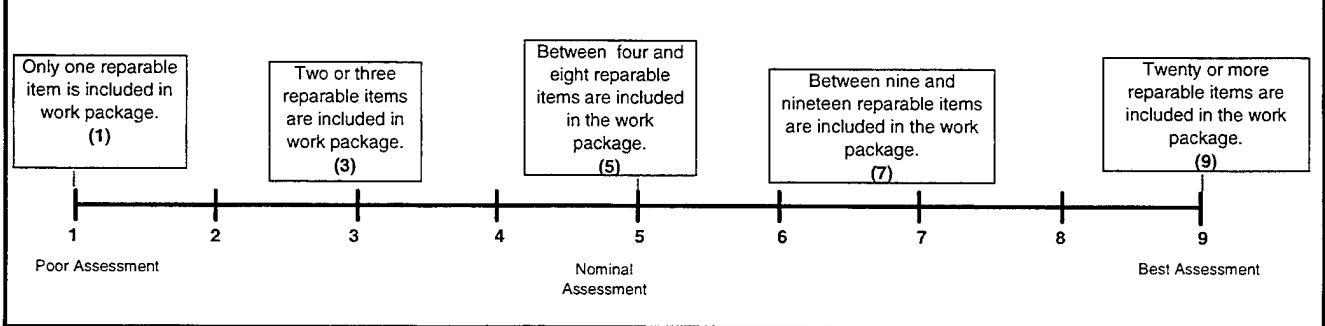 Only one reparable
item is included in
work package.
(1)
Two or three
reparable items
are included in
work package.
(3)
Between four and
eight reparable
items are included
in the work
package.
(5)
Between nine and
nineteen reparable items
are included in the work
package.
(7)
Twenty or more
reparable items are
included in the work
package.
(9)
1
2
3
4
5
6
7
8
9
Poor Assessment
Nominal
Assessment
Best Assessment